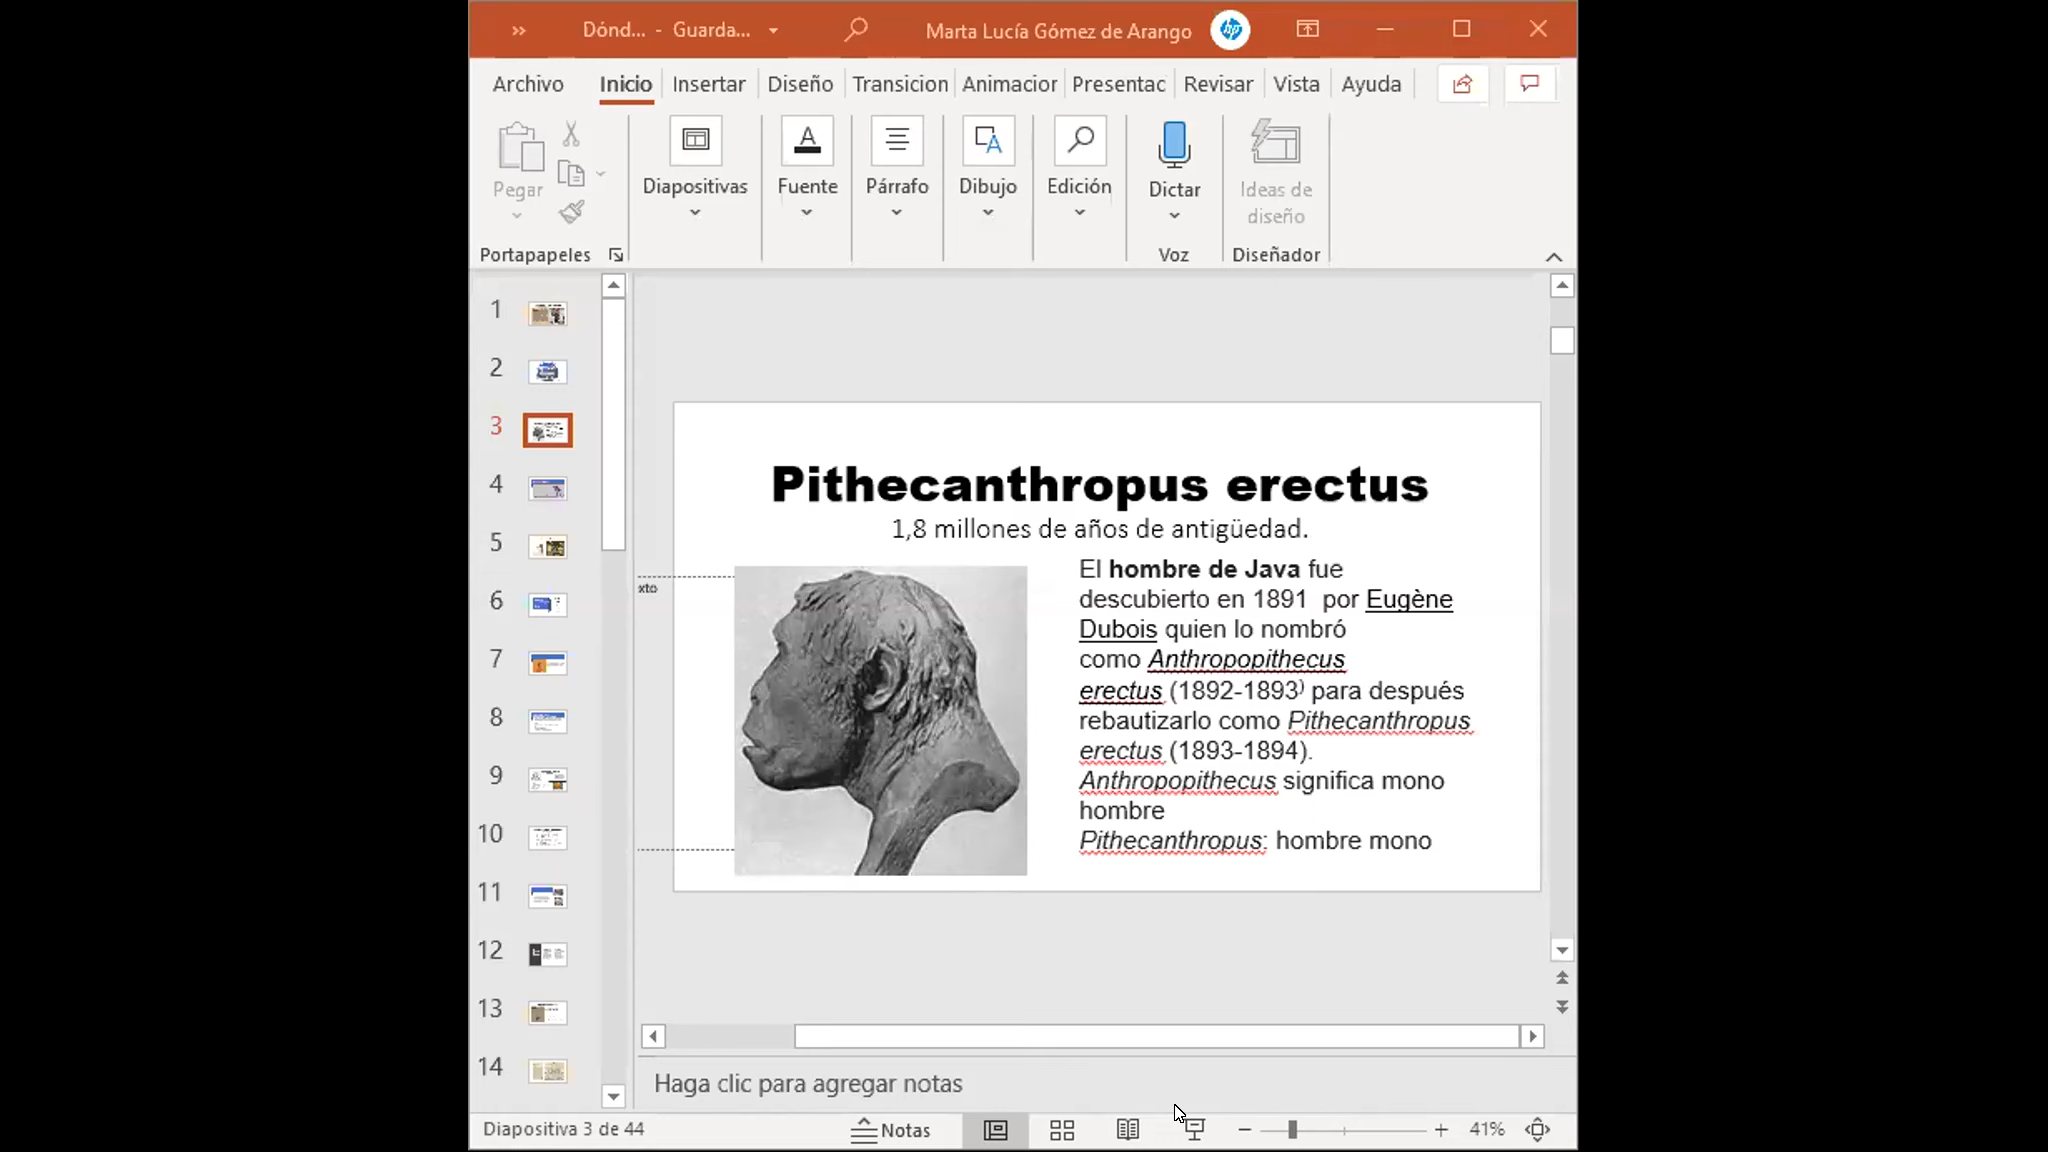 Dónd... - Guarda...
Marta Lucía Gómez de Arango
hp
Archivo
Inicio
Insertar
Diseño
Transicion
Animacior
Presentac
Revisar
Vista
Ayuda
Pegar
Diapositivas
Fuente
Párrafo
Dibujo
Edición
Dictar
Ideas de
diseño
Portapapeles
Voz
Diseñador
1
2
3
4
5
6
7
8
9
10
11
12
13
14
Pithecanthropus erectus
1,8 millones de años de antigüedad.
xto
El hombre de Java fue
descubierto en 1891 por Eugène
Dubois quien lo nombró
como Anthropopithecus
erectus (1892-1893) para después
rebautizarlo como Pithecanthropus
erectus (1893-1894).
Anthropopithecus significa mono
hombre
Pithecanthropus: hombre mono
Haga clic para agregar notas
Diapositiva 3 de 44
Notas
41%